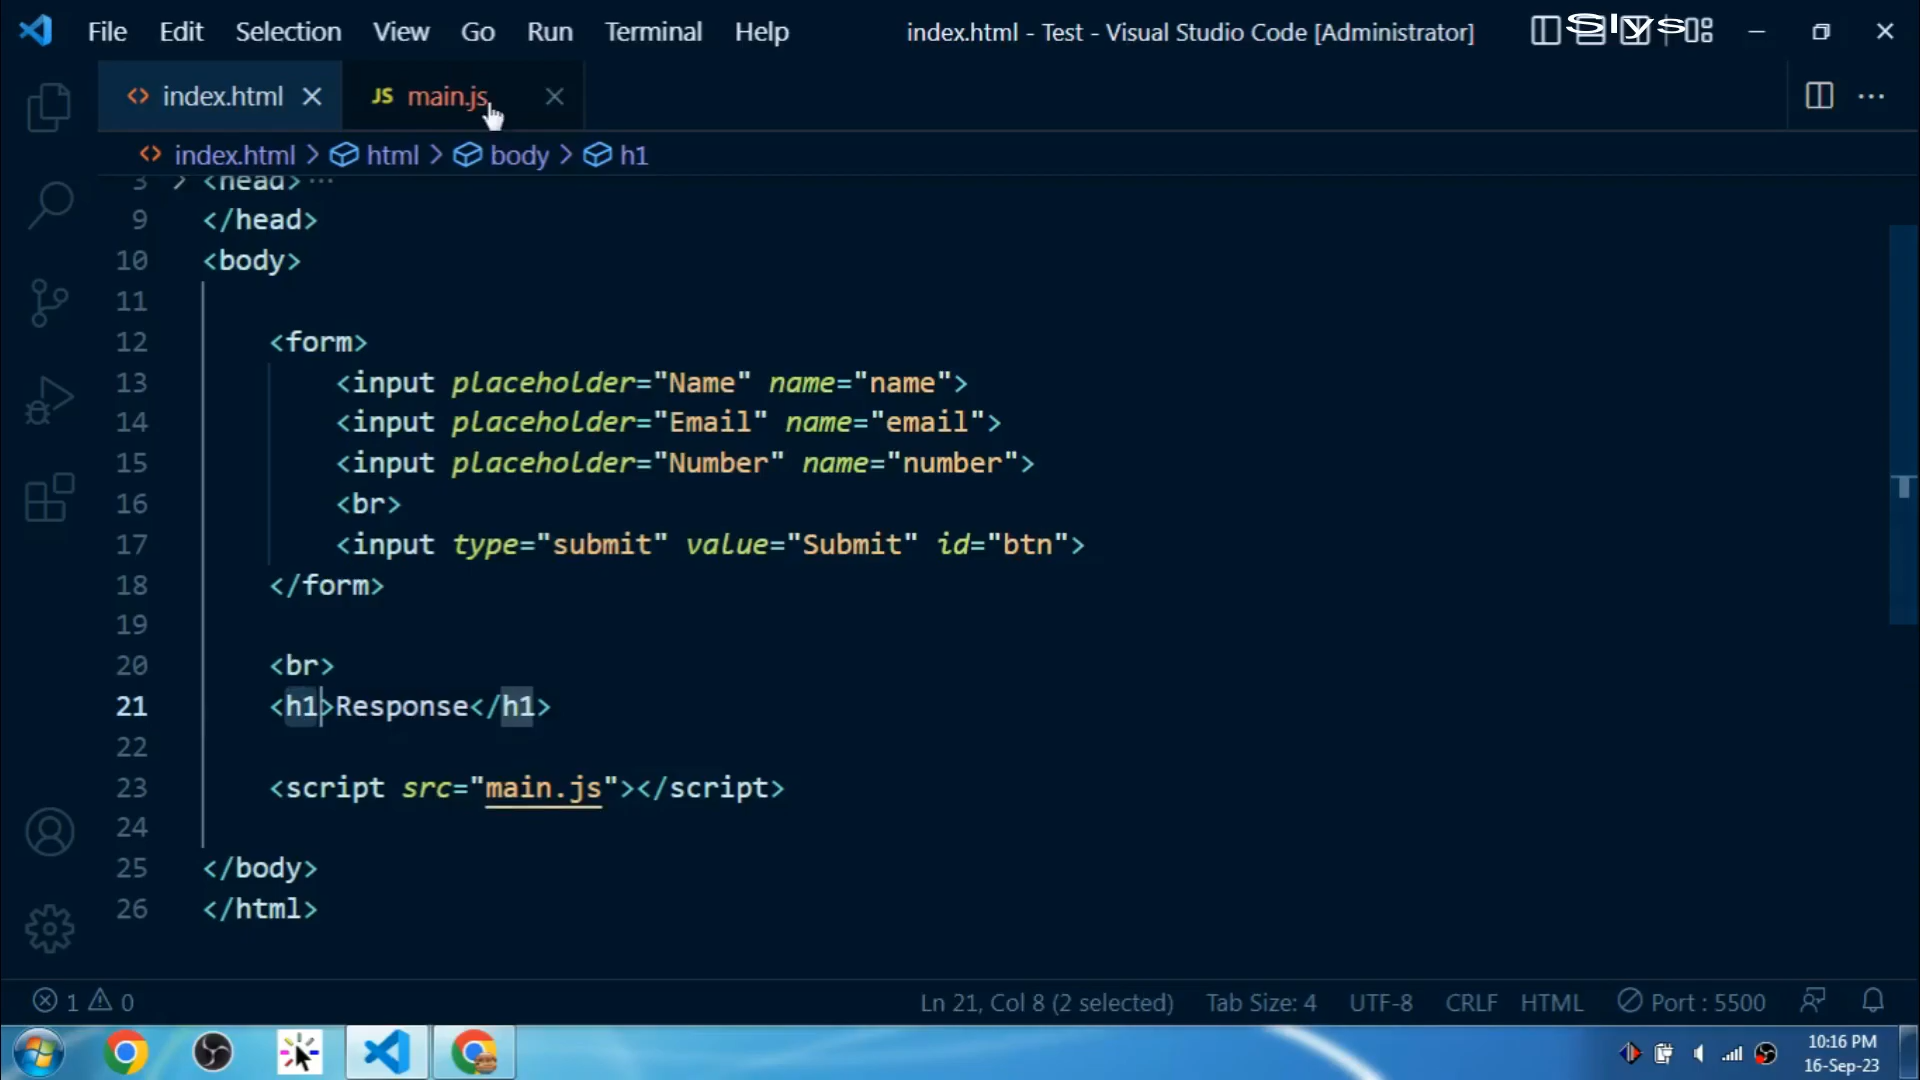 File Edit Selection View Go Run Terminal Help index.html - Test - Visual Studio Code [Administrator] Slys
<> index.html JS main.js
<> index.html > html > body > h1
3 > <head> ...
9 </head>
10 <body>
11
12 <form>
13 <input placeholder="Name" name="name">
14 <input placeholder="Email" name="email">
15 <input placeholder="Number" name="number">
16 <br>
17 <input type="submit" value="Submit" id="btn">
18 </form>
19
20 <br>
21 <h1>Response</h1>
22
23 <script src="main.js"></script>
24
25 </body>
26 </html>
1 0 Ln 21, Col 8 (2 selected) Tab Size: 4 UTF-8 CRLF HTML Port : 5500
10:16 PM
16-Sep-23